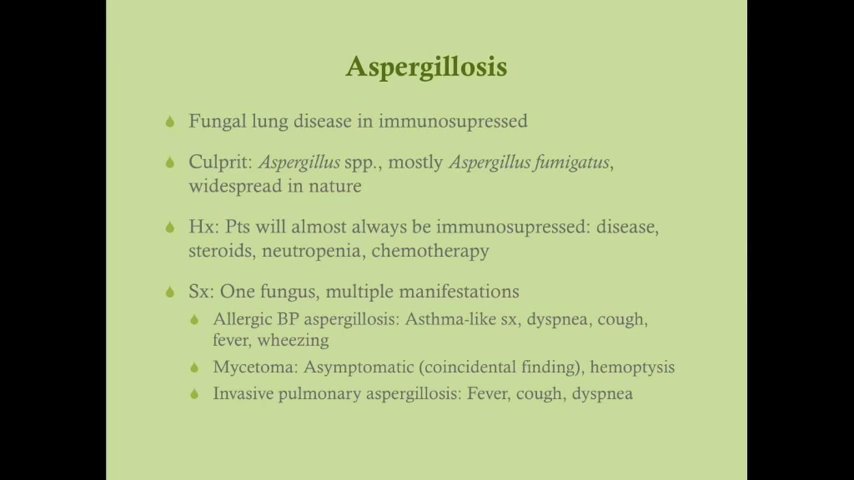 Aspergillosis
Fungal lung disease in immunosupressed
Culprit: Aspergillus spp., mostly Aspergillus fumigatus,
widespread in nature
Hx: Pts will almost always be immunosupressed: disease,
steroids, neutropenia, chemotherapy
Sx: One fungus, multiple manifestations
Allergic BP aspergillosis: Asthma-like sx, dyspnea, cough,
fever, wheezing
Mycetoma: Asymptomatic (coincidental finding), hemoptysis
Invasive pulmonary aspergillosis: Fever, cough, dyspnea